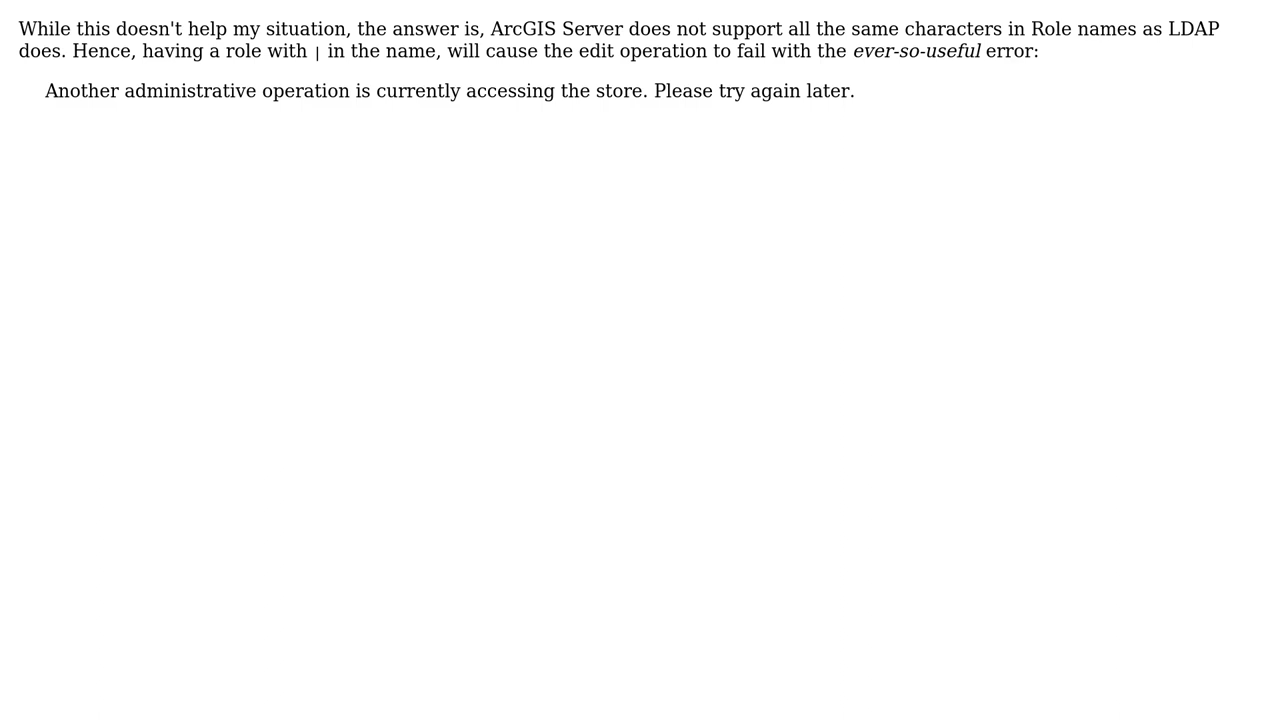 While this doesn't help my situation, the answer is, ArcGIS Server does not support all the same characters in Role names as LDAP
does. Hence, having a role with | in the name, will cause the edit operation to fail with the ever-so-useful error:
Another administrative operation is currently accessing the store. Please try again later.